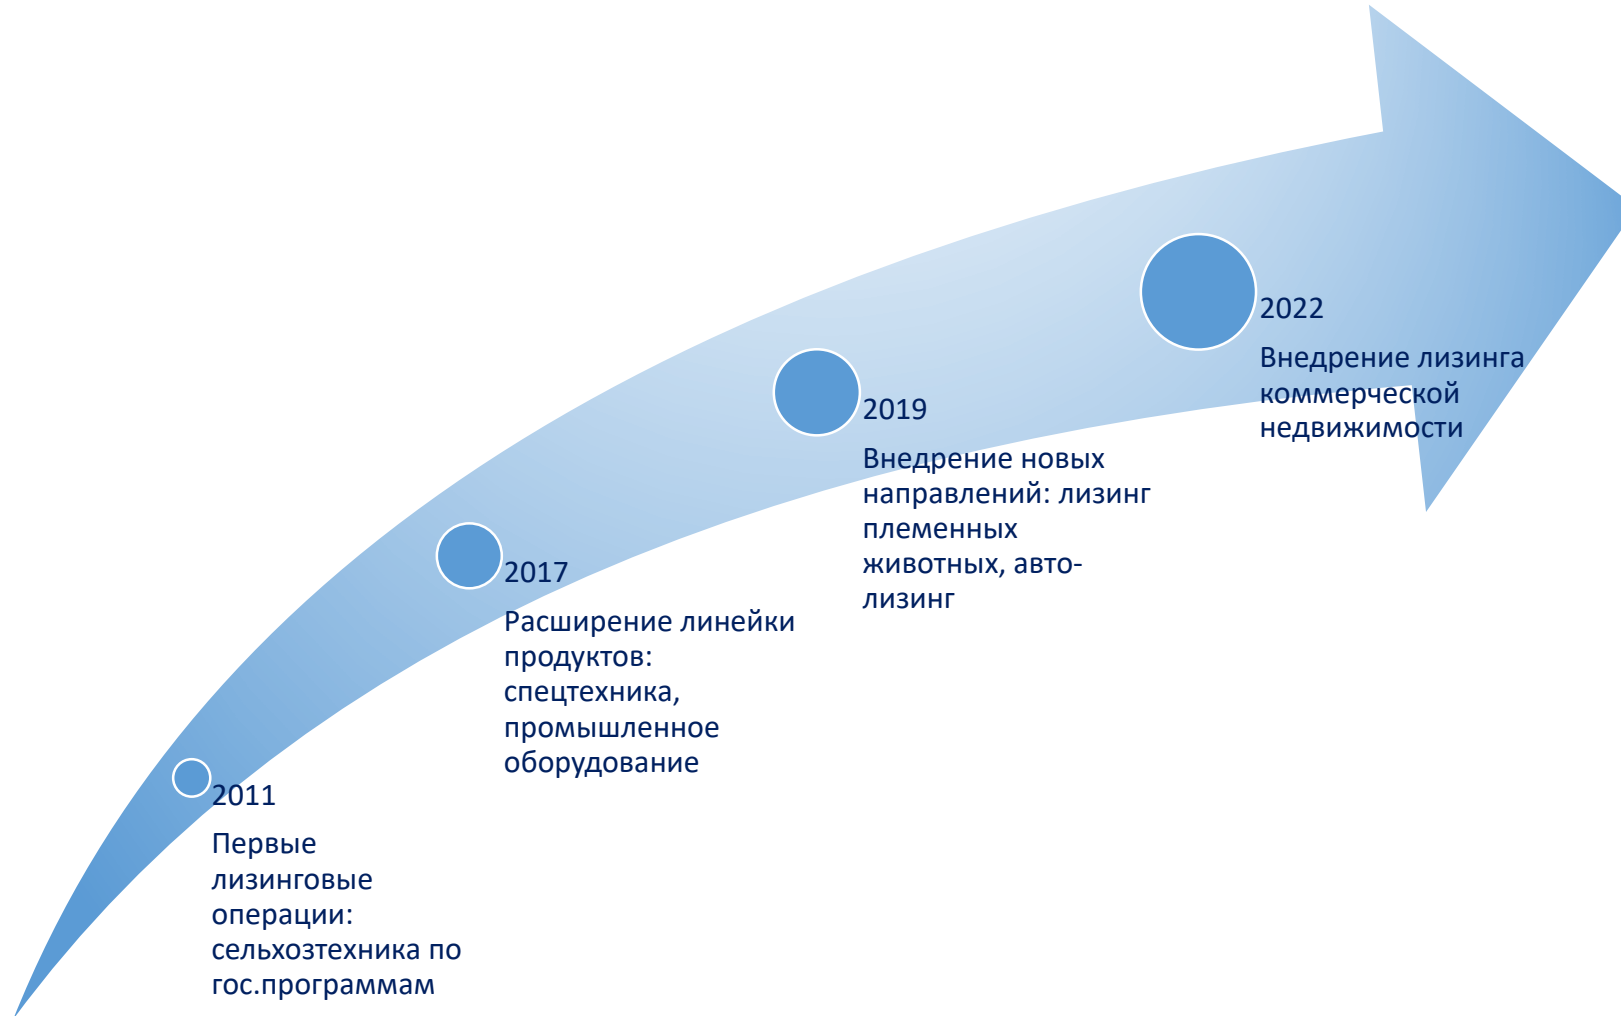 2011
Первые
лизинговые
операции:
сельхозтехника по
гос.программам
2017
Расширение линейки
продуктов:
спецтехника,
промышленное
оборудование
2019
Внедрение новых
направлений: лизинг
племенных
животных, авто-
лизинг
2022
Внедрение лизинга
коммерческой
недвижимости